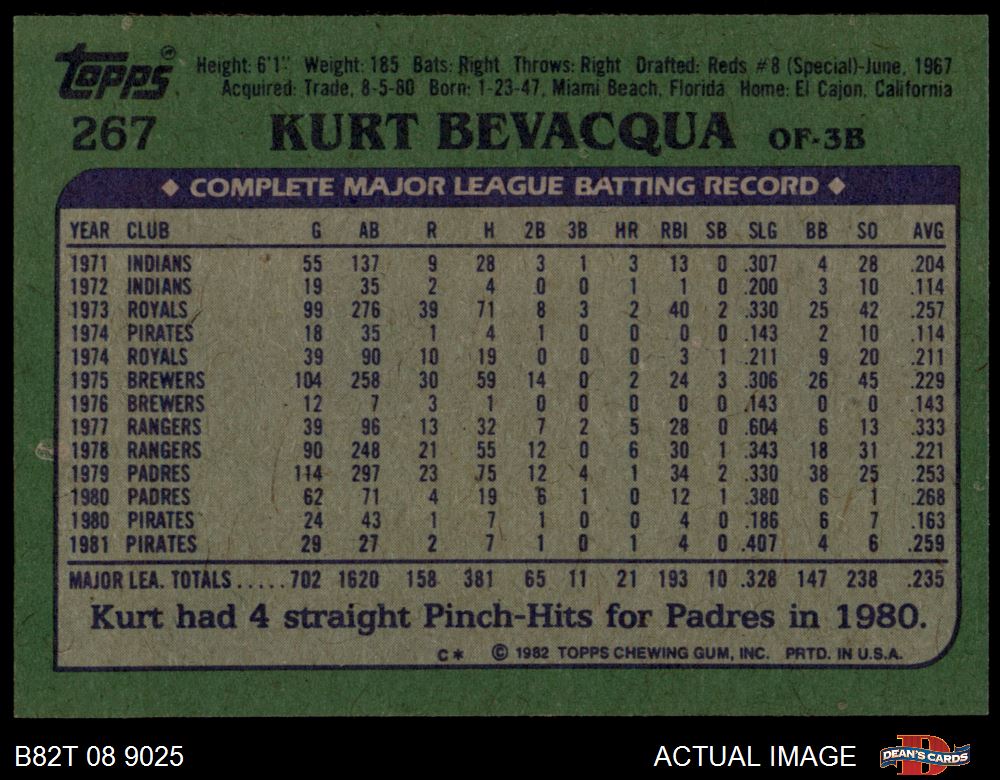 Topps Height: 6'1" Weight: 185 Bats: Right Throws: Right Drafted: Reds #8 (Special)-June, 1967
Acquired: Trade, 8-5-80 Born: 1-23-47, Miami Beach, Florida Home: El Cajon, California
267 KURT BEVACQUA OF-3B
◆ COMPLETE MAJOR LEAGUE BATTING RECORD ◆
YEAR CLUB G AB R H 2B 3B HR RBI SB SLG BB SO AVG
1971 INDIANS 55 137 9 28 3 1 3 13 0 .307 4 28 .204
1972 INDIANS 19 35 2 4 0 0 1 1 0 .200 3 10 .114
1973 ROYALS 99 276 39 71 8 3 2 40 2 .330 25 42 .257
1974 PIRATES 18 35 1 4 1 0 0 0 0 .143 2 10 .114
1974 ROYALS 39 90 10 19 0 0 0 3 1 .211 9 20 .211
1975 BREWERS 104 258 30 59 14 0 2 24 3 .306 26 45 .229
1976 BREWERS 12 7 3 1 0 0 0 0 0 .143 0 0 .143
1977 RANGERS 39 96 13 32 7 2 5 28 0 .604 6 13 .333
1978 RANGERS 90 248 21 55 12 0 6 30 1 .343 18 31 .221
1979 PADRES 114 297 23 75 12 4 1 34 2 .330 38 25 .253
1980 PADRES 62 71 4 19 6 1 0 12 1 .380 6 1 .268
1980 PIRATES 24 43 1 7 1 0 0 4 0 .186 6 7 .163
1981 PIRATES 29 27 2 7 1 0 1 4 0 .407 4 6 .259
MAJOR LEA. TOTALS.....702 1620 158 381 65 11 21 193 10 .328 147 238 .235
Kurt had 4 straight Pinch-Hits for Padres in 1980.
C* © 1982 TOPPS CHEWING GUM, INC. PRTD. IN U.S.A.
B82T 08 9025 ACTUAL IMAGE DEAN'S CARDS